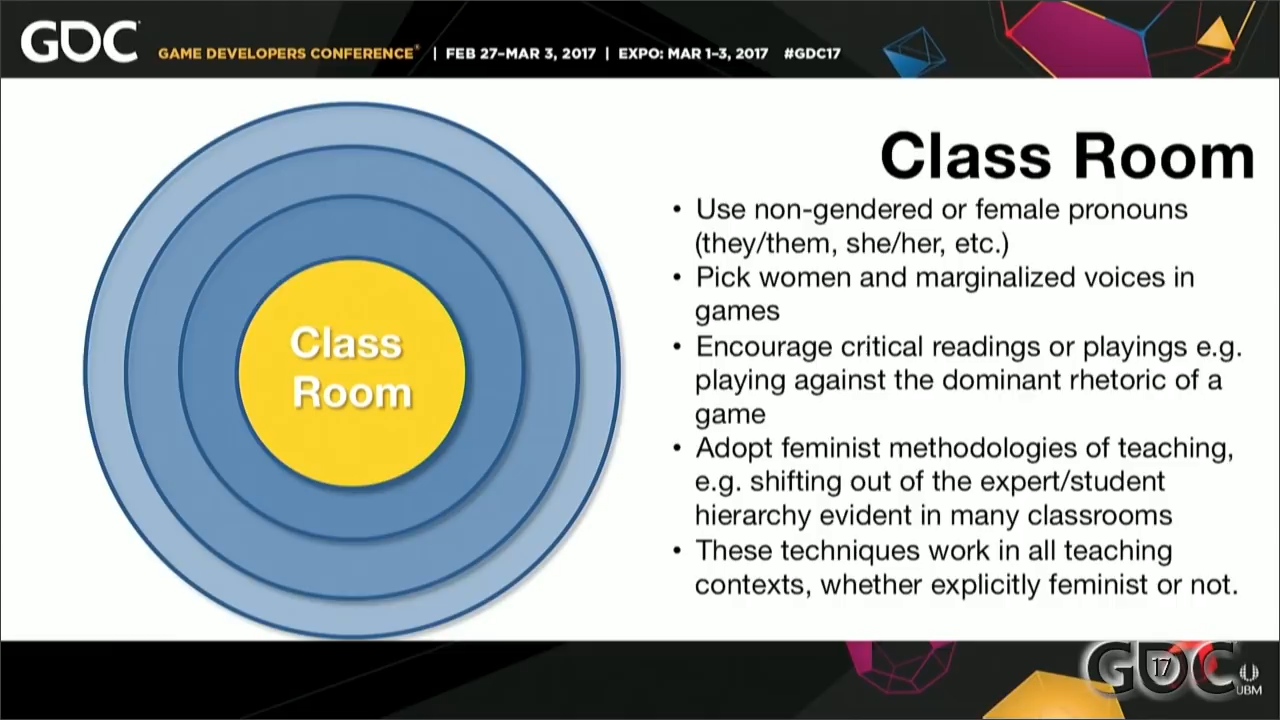 GDC GAME DEVELOPERS CONFERENCE® | FEB 27–MAR 3, 2017 | EXPO: MAR 1–3, 2017 #GDC17
Class Room
Class
Room
• Use non-gendered or female pronouns
(they/them, she/her, etc.)
• Pick women and marginalized voices in
games
• Encourage critical readings or playings e.g.
playing against the dominant rhetoric of a
game
• Adopt feminist methodologies of teaching,
e.g. shifting out of the expert/student
hierarchy evident in many classrooms
• These techniques work in all teaching
contexts, whether explicitly feminist or not.
GDC 17
UBM